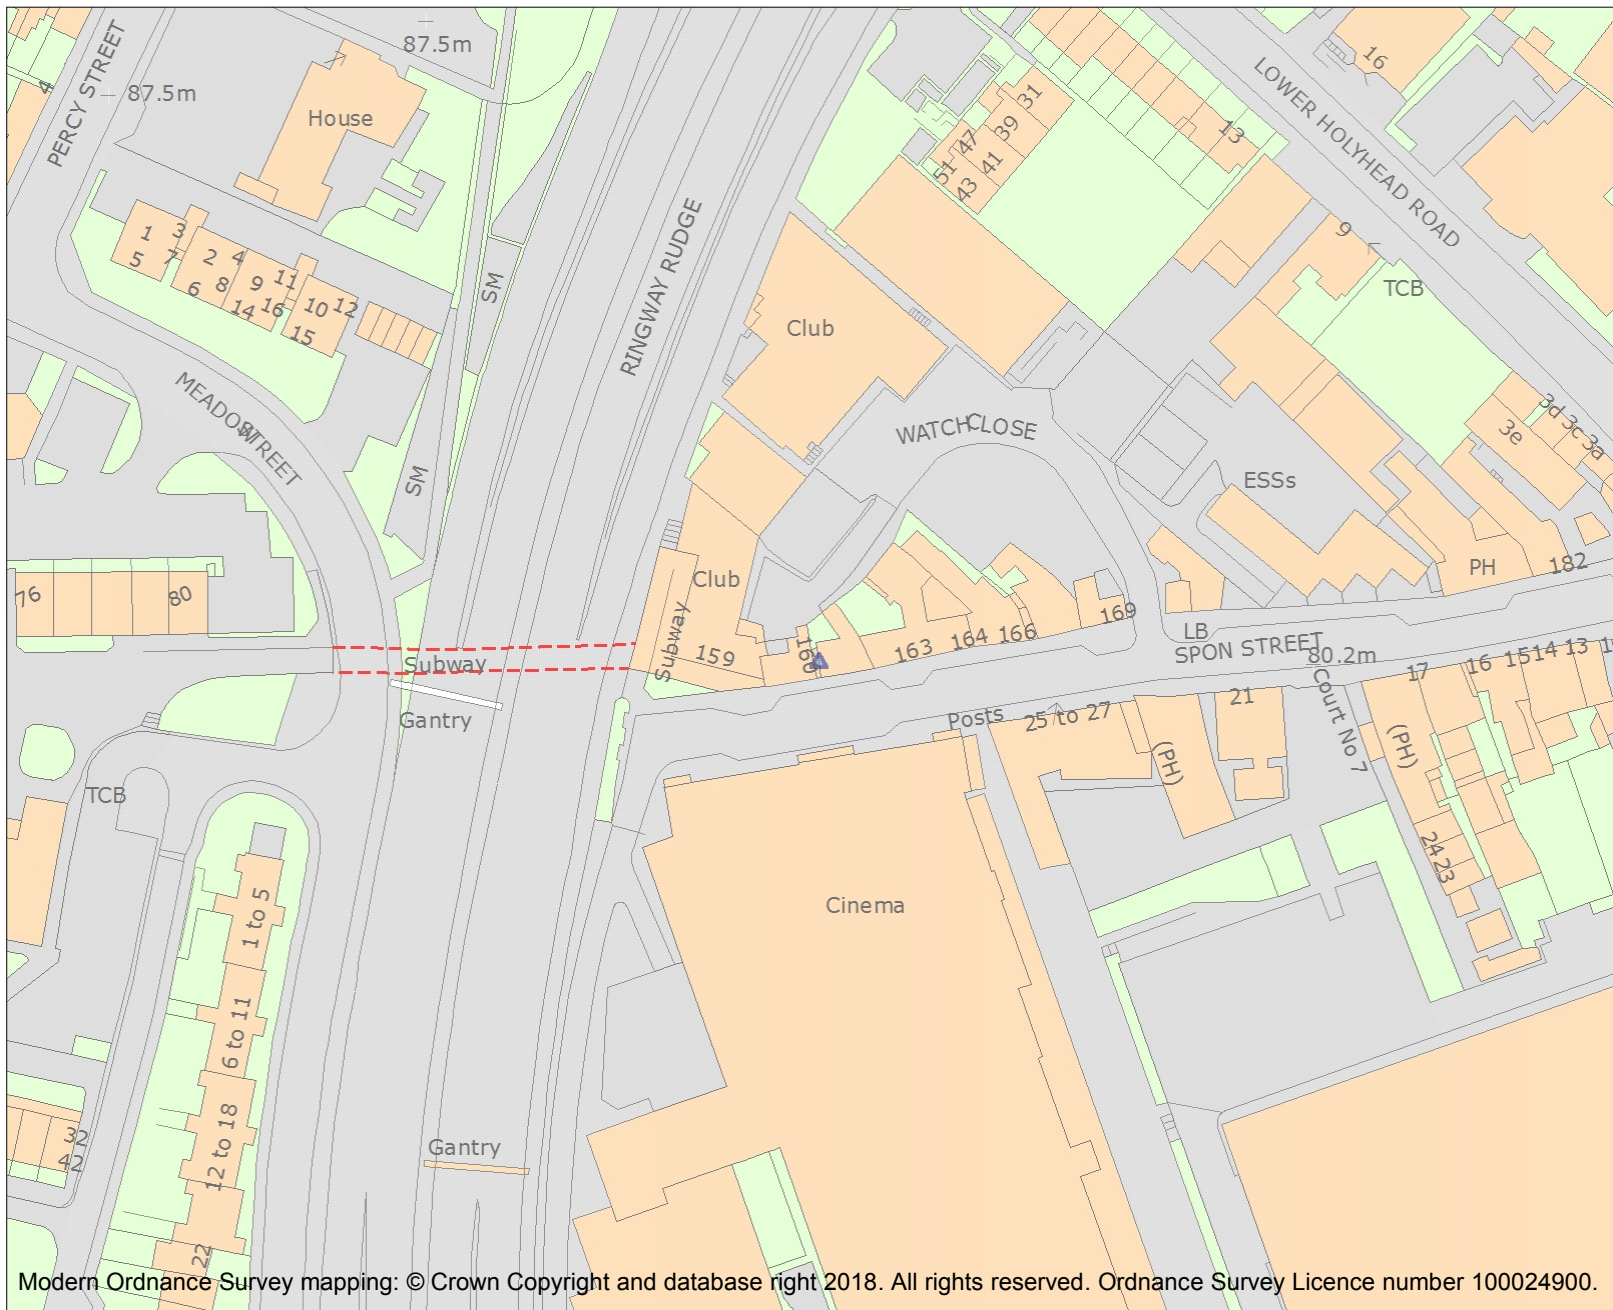 87.5m
PERCY STREET
4
87.5m
House
16
LOWER HOLYHEAD ROAD
31
39
47
41
51
43
13
9
TCB
1
3
5
7
2
4
6
8
9
11
14
16
10
12
15
SM
RINGWAY RUDGE
Club
MEADOW STREET
SM
WATCH CLOSE
3d
3c
3a
3e
ESSs
PH
182
76
80
Club
Subway
Subway
159
160
163
164
166
169
LB
SPON STREET
80.2m
17
16
15
14
13
Gantry
Posts
25 to 27
(PH)
21
Court No 7
(PH)
TCB
24
23
Cinema
1 to 5
6 to 11
12 to 18
22
32
42
Gantry
Modern Ordnance Survey mapping: © Crown Copyright and database right 2018. All rights reserved. Ordnance Survey Licence number 100024900.